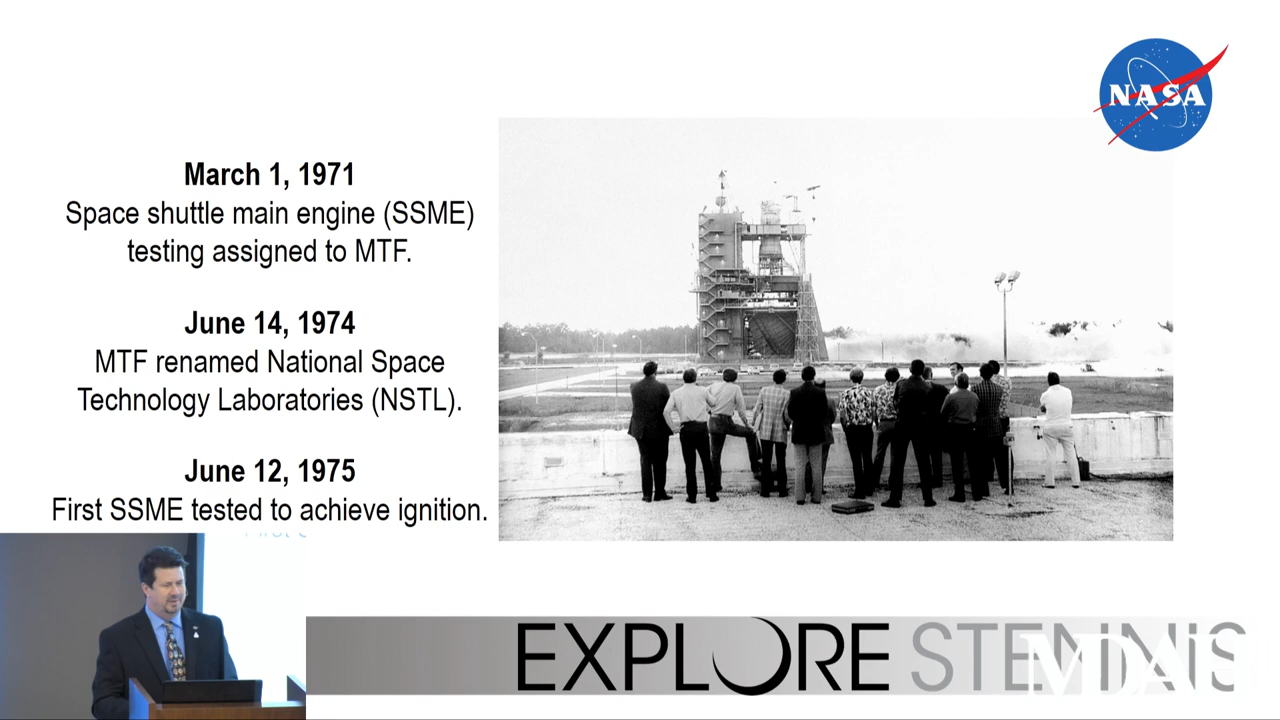 NASA
March 1, 1971
Space shuttle main engine (SSME)
testing assigned to MTF.
June 14, 1974
MTF renamed National Space
Technology Laboratories (NSTL).
June 12, 1975
First SSME tested to achieve ignition.
EXPLORE STENNIS
MDAH